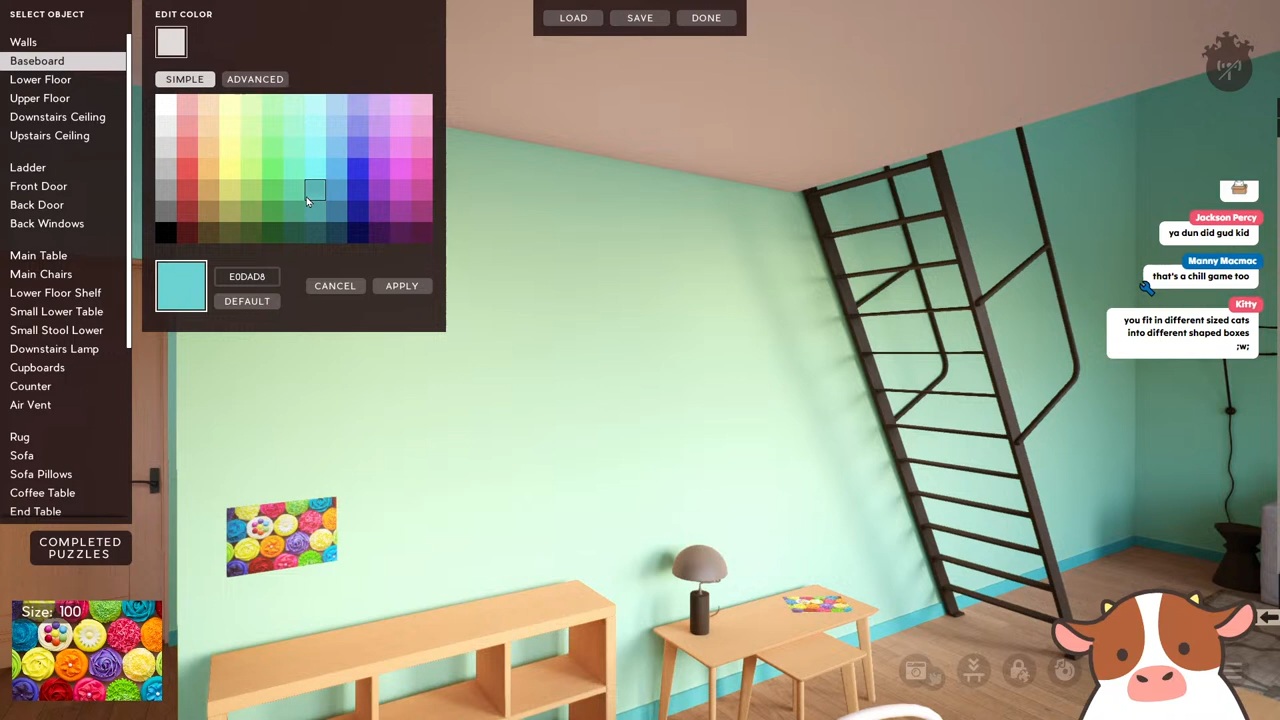 SELECT OBJECT
Walls
Baseboard
Lower Floor
Upper Floor
Downstairs Ceiling
Upstairs Ceiling
Ladder
Front Door
Back Door
Back Windows
Main Table
Main Chairs
Lower Floor Shelf
Small Lower Table
Small Stool Lower
Downstairs Lamp
Cupboards
Counter
Air Vent
Rug
Sofa
Sofa Pillows
Coffee Table
End Table
COMPLETED
PUZZLES
Size: 100
EDIT COLOR
SIMPLE
ADVANCED
E0DAD8
DEFAULT
CANCEL
APPLY
LOAD
SAVE
DONE
Jackson Percy
ya dun did gud kid
Manny Macmac
that's a chill game too
Kitty
you fit in different sized cats
into different shaped boxes
;w;